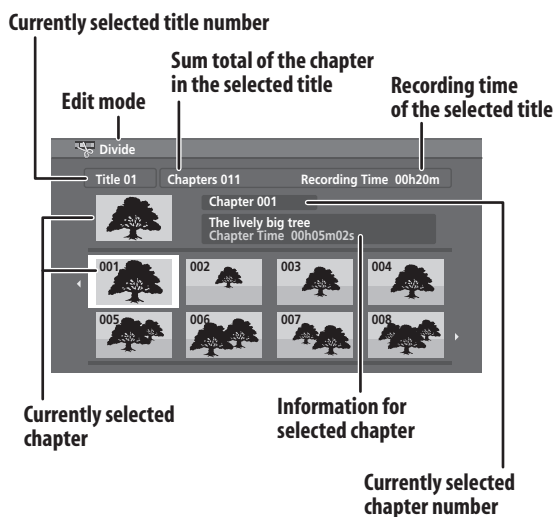 Currently selected title number
Sum total of the chapter
in the selected title
Recording time
of the selected title
Edit mode
Divide
Title 01
Chapters 011
Recording Time 00h20m
Chapter 001
The lively big tree
Chapter Time 00h05m02s
001
002
003
004
005
006
007
008
Currently selected
chapter
Information for
selected chapter
Currently selected
chapter number